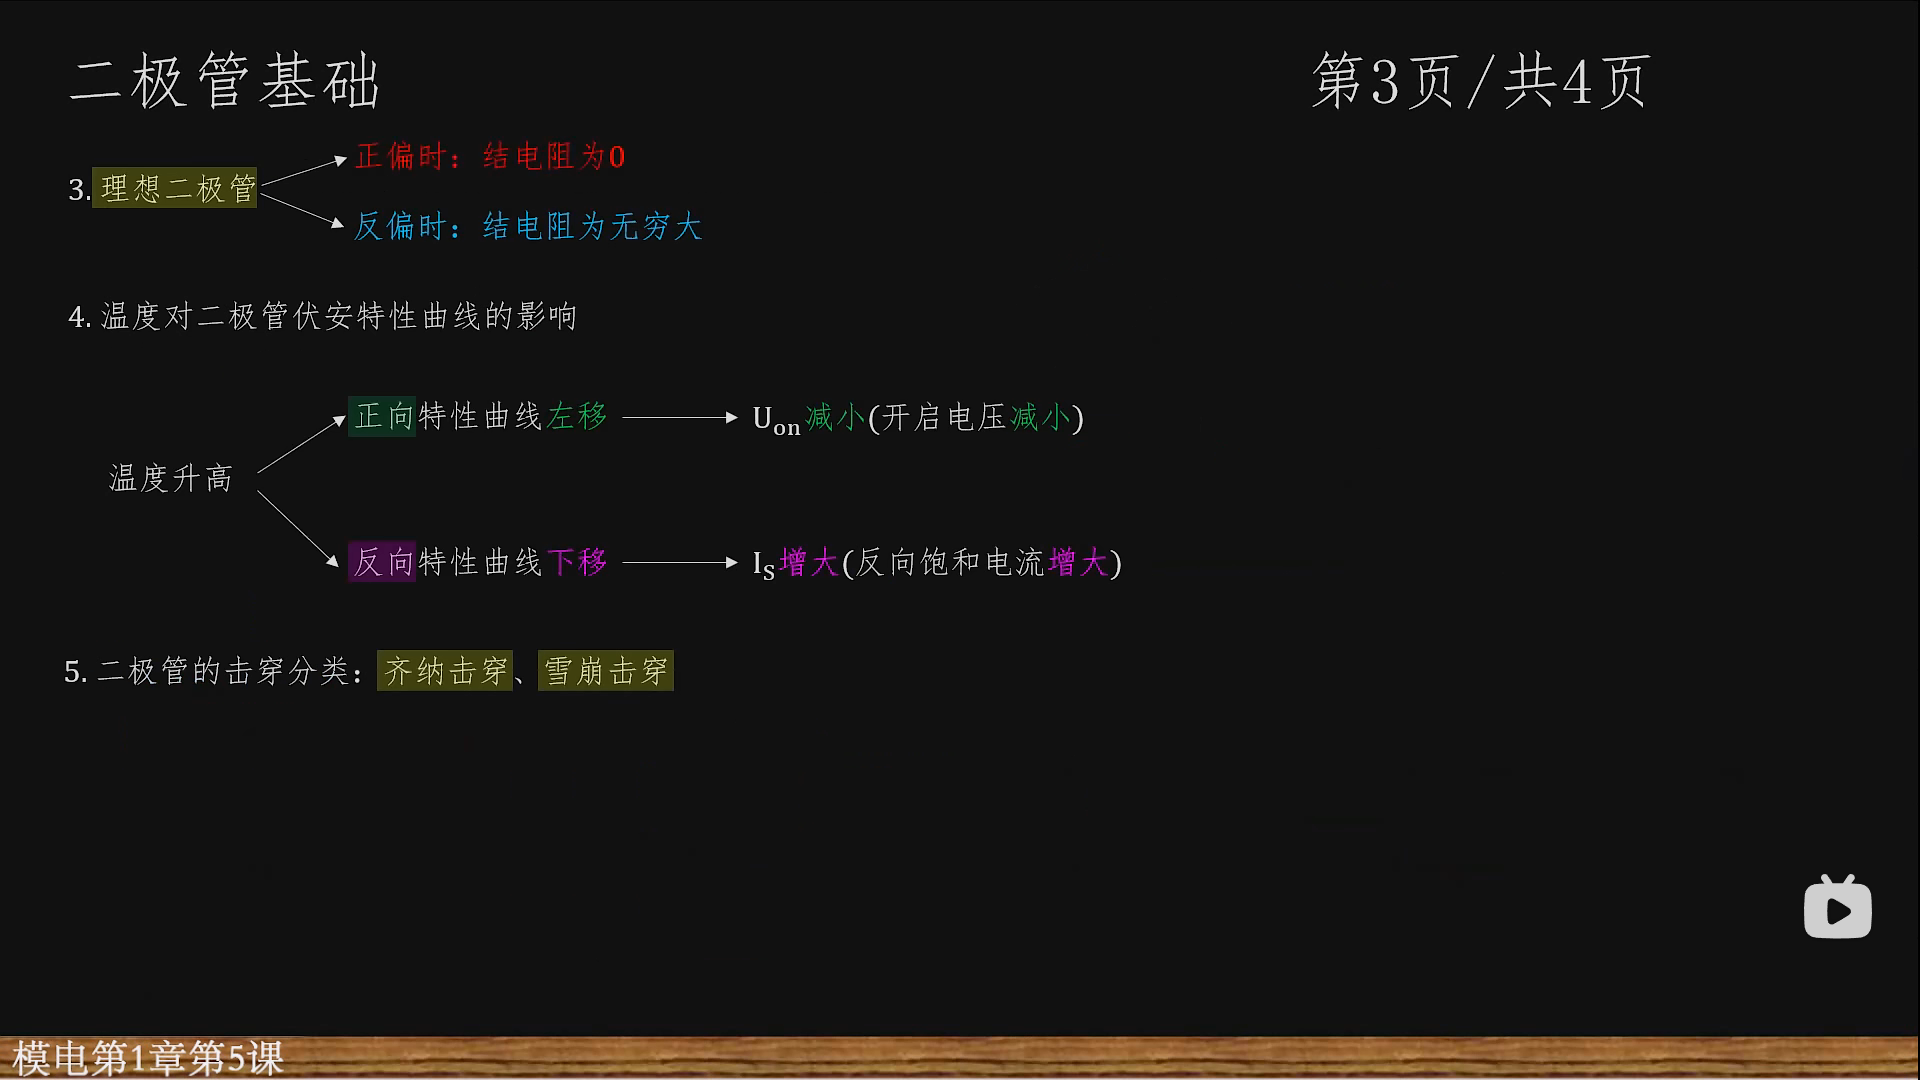 二极管基础 第3页/共4页
正偏时：结电阻为0
3.理想二极管
反偏时：结电阻为无穷大
4. 温度对二极管伏安特性曲线的影响
正向特性曲线左移 Uon减小(开启电压减小)
温度升高
反向特性曲线下移 IS增大(反向饱和电流增大)
5. 二极管的击穿分类：齐纳击穿、雪崩击穿
模电第1章第5课